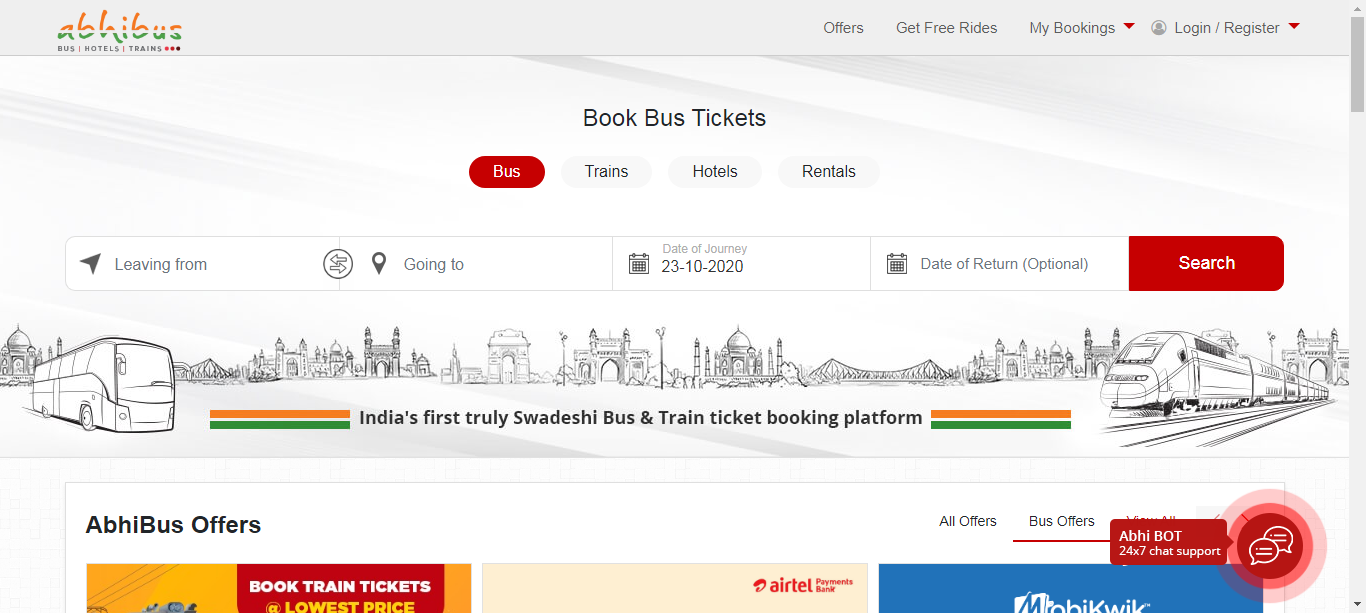 abhibus
BUS | HOTELS | TRAINS
Offers
Get Free Rides
My Bookings
Login / Register
Book Bus Tickets
Bus
Trains
Hotels
Rentals
Leaving from
Going to
Date of Journey
23-10-2020
Date of Return (Optional)
Search
India's first truly Swadeshi Bus & Train ticket booking platform
AbhiBus Offers
All Offers
Bus Offers
View All
Abhi BOT
24x7 chat support
BOOK TRAIN TICKETS
@ LOWEST PRICE
airtel Payments Bank
MobiKwik